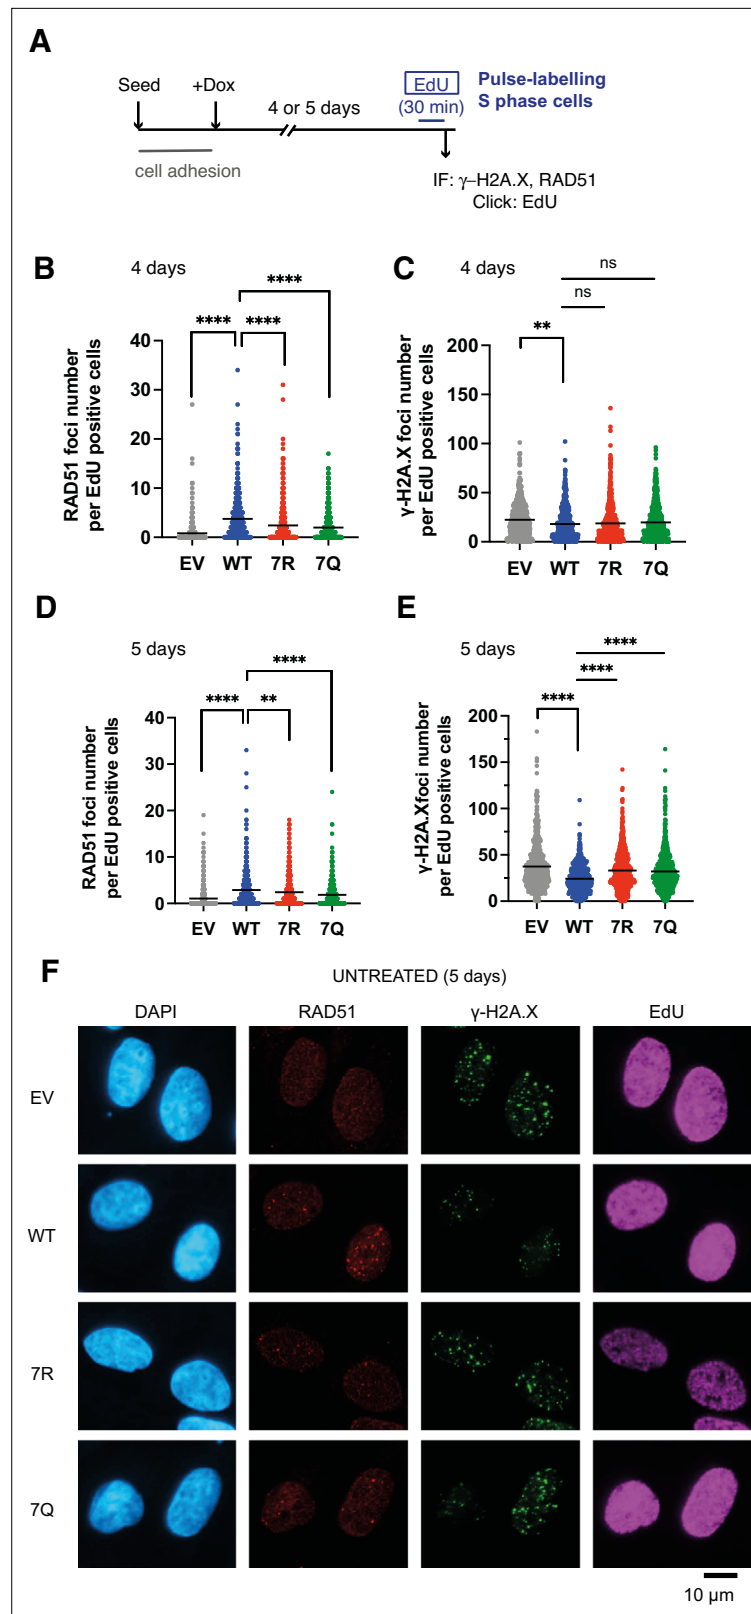 A
Seed
+Dox
4 or 5 days
EdU
(30 min)
Pulse-labelling
S phase cells
cell adhesion
IF: γ–H2A.X, RAD51
Click: EdU
B
4 days
****
****
****
RAD51 foci number
per EdU positive cells
40
30
20
10
0
EV WT 7R 7Q
C
4 days
ns
ns
**
γ-H2A.X foci number
per EdU positive cells
200
150
100
50
0
EV WT 7R 7Q
D
5 days
****
****
**
RAD51 foci number
per EdU positive cells
40
30
20
10
0
EV WT 7R 7Q
E
5 days
****
****
****
γ-H2A.Xfoci number
per EdU positive cells
200
150
100
50
0
EV WT 7R 7Q
F
UNTREATED (5 days)
DAPI RAD51 γ-H2A.X EdU
EV
WT
7R
7Q
10 µm